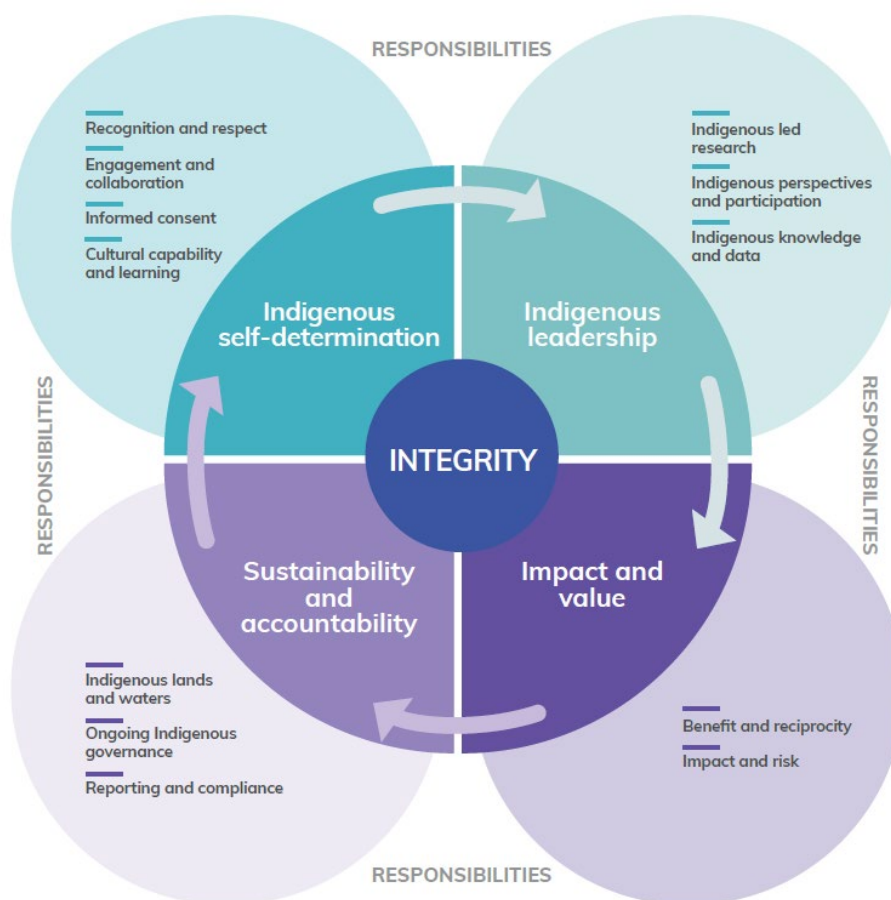 RESPONSIBILITIES
Recognition and respect
Engagement and
collaboration
Informed consent
Cultural capability
and learning
Indigenous led
research
Indigenous perspectives
and participation
Indigenous knowledge
and data
Indigenous
self-determination
Indigenous
leadership
RESPONSIBILITIES
INTEGRITY
RESPONSIBILITIES
Sustainability
and
accountability
Impact and
value
Indigenous lands
and waters
Ongoing Indigenous
governance
Reporting and compliance
Benefit and reciprocity
Impact and risk
RESPONSIBILITIES